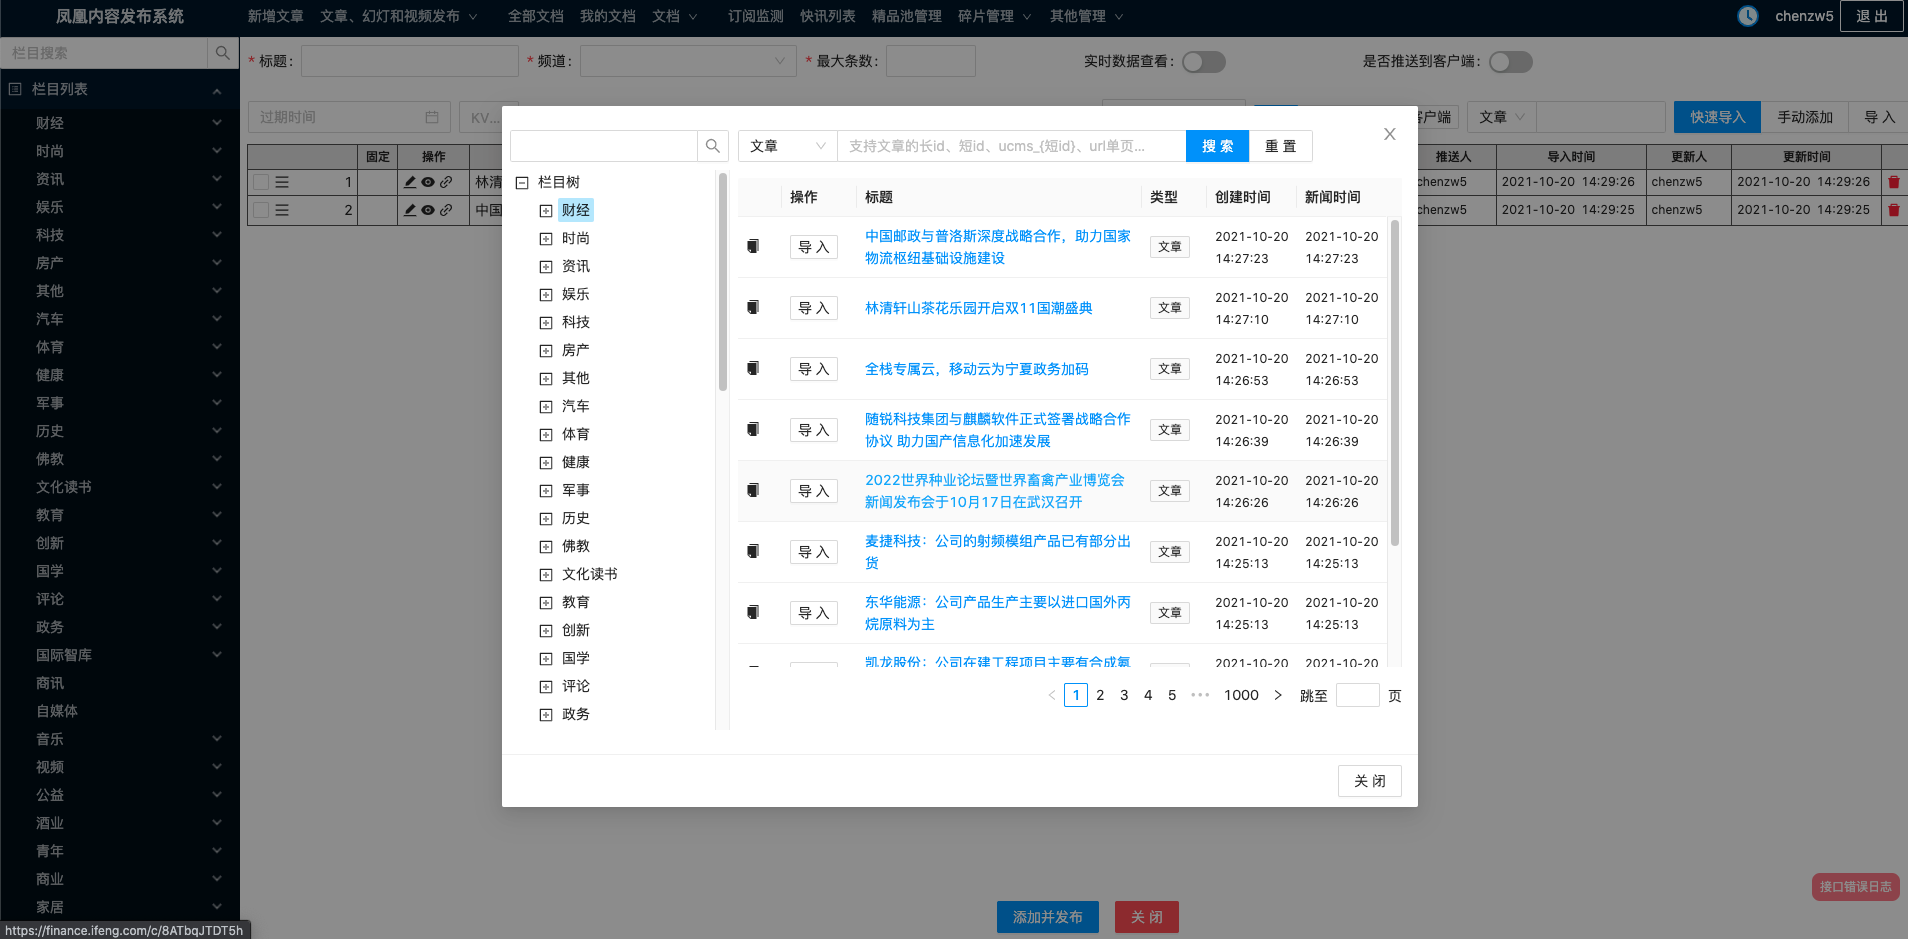 凤凰内容发布系统 新增文章 文章、幻灯和视频发布 全部文档 我的文档 文档 订阅监测 快讯列表 精品池管理 碎片管理 其他管理 chenzw5 退 出
栏目搜索
* 标题: * 频道: * 最大条数: 实时数据查看: 是否推送到客户端:
栏目列表
财经
时尚
资讯
娱乐
科技
房产
其他
汽车
体育
健康
军事
历史
佛教
文化读书
教育
创新
国学
评论
政务
国际智库
商讯
自媒体
音乐
视频
公益
酒业
青年
商业
家居
过期时间 KV... 客户端 文章 快速导入 手动添加 导 入
固定 操作 推送人 导入时间 更新人 更新时间
1 林清 chenzw5 2021-10-20 14:29:26 chenzw5 2021-10-20 14:29:26
2 中国 chenzw5 2021-10-20 14:29:25 chenzw5 2021-10-20 14:29:25
栏目树
财经
时尚
资讯
娱乐
科技
房产
其他
汽车
体育
健康
军事
历史
佛教
文化读书
教育
创新
国学
评论
政务
文章 支持文章的长id、短id、ucms_{短id}、url单页... 搜 索 重 置 X
操作 标题 类型 创建时间 新闻时间
导 入 中国邮政与普洛斯深度战略合作，助力国家 文章 2021-10-20 2021-10-20
物流枢纽基础设施建设 14:27:23 14:27:23
导 入 林清轩山茶花乐园开启双11国潮盛典 文章 2021-10-20 2021-10-20
14:27:10 14:27:10
导 入 全栈专属云，移动云为宁夏政务加码 文章 2021-10-20 2021-10-20
14:26:53 14:26:53
导 入 随锐科技集团与麒麟软件正式签署战略合作 文章 2021-10-20 2021-10-20
协议 助力国产信息化加速发展 14:26:39 14:26:39
导 入 2022世界种业论坛暨世界畜禽产业博览会 文章 2021-10-20 2021-10-20
新闻发布会于10月17日在武汉召开 14:26:26 14:26:26
导 入 麦捷科技：公司的射频模组产品已有部分出 文章 2021-10-20 2021-10-20
货 14:25:13 14:25:13
导 入 东华能源：公司产品生产主要以进口国外丙 文章 2021-10-20 2021-10-20
烷原料为主 14:25:13 14:25:13
凯龙股份：公司在建工程项目主要有合成氨 2021-10-20 2021-10-20
1 2 3 4 5 ••• 1000 跳至 页
关 闭
接口错误日志
添加并发布 关 闭
https://finance.ifeng.com/c/8ATbqJTDT5h